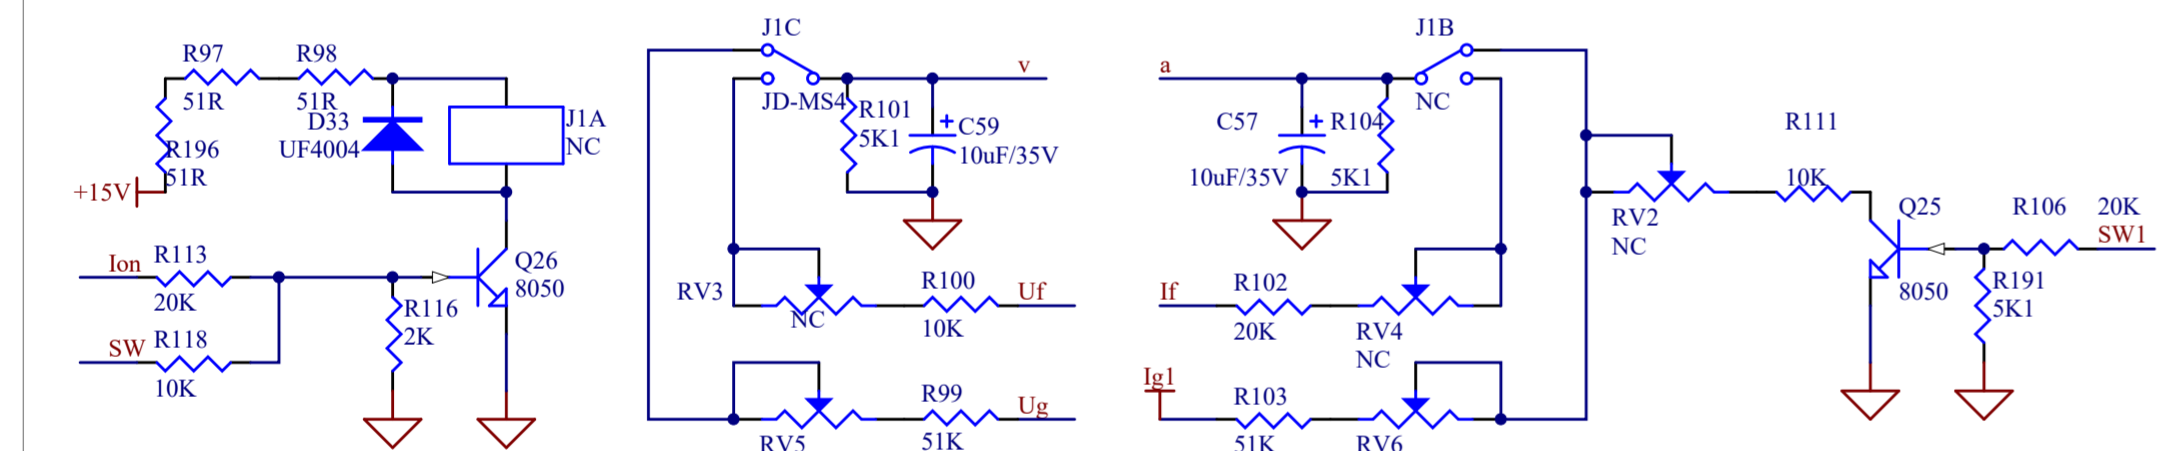 R97
R98
51R
51R
D33
UF4004
J1A
NC
R196
51R
+15V
Ion
R113
20K
SW
R118
10K
R116
2K
Q26
8050
J1C
JD-MS4
v
R101
5K1
+
C59
10uF/35V
RV3
NC
R100
10K
Uf
RV5
R99
51K
Ug
J1B
NC
a
C57
+
R104
10uF/35V
5K1
If
R102
20K
RV4
NC
Ig1
R103
51K
RV6
RV2
NC
R111
10K
Q25
8050
R106
20K
SW1
R191
5K1